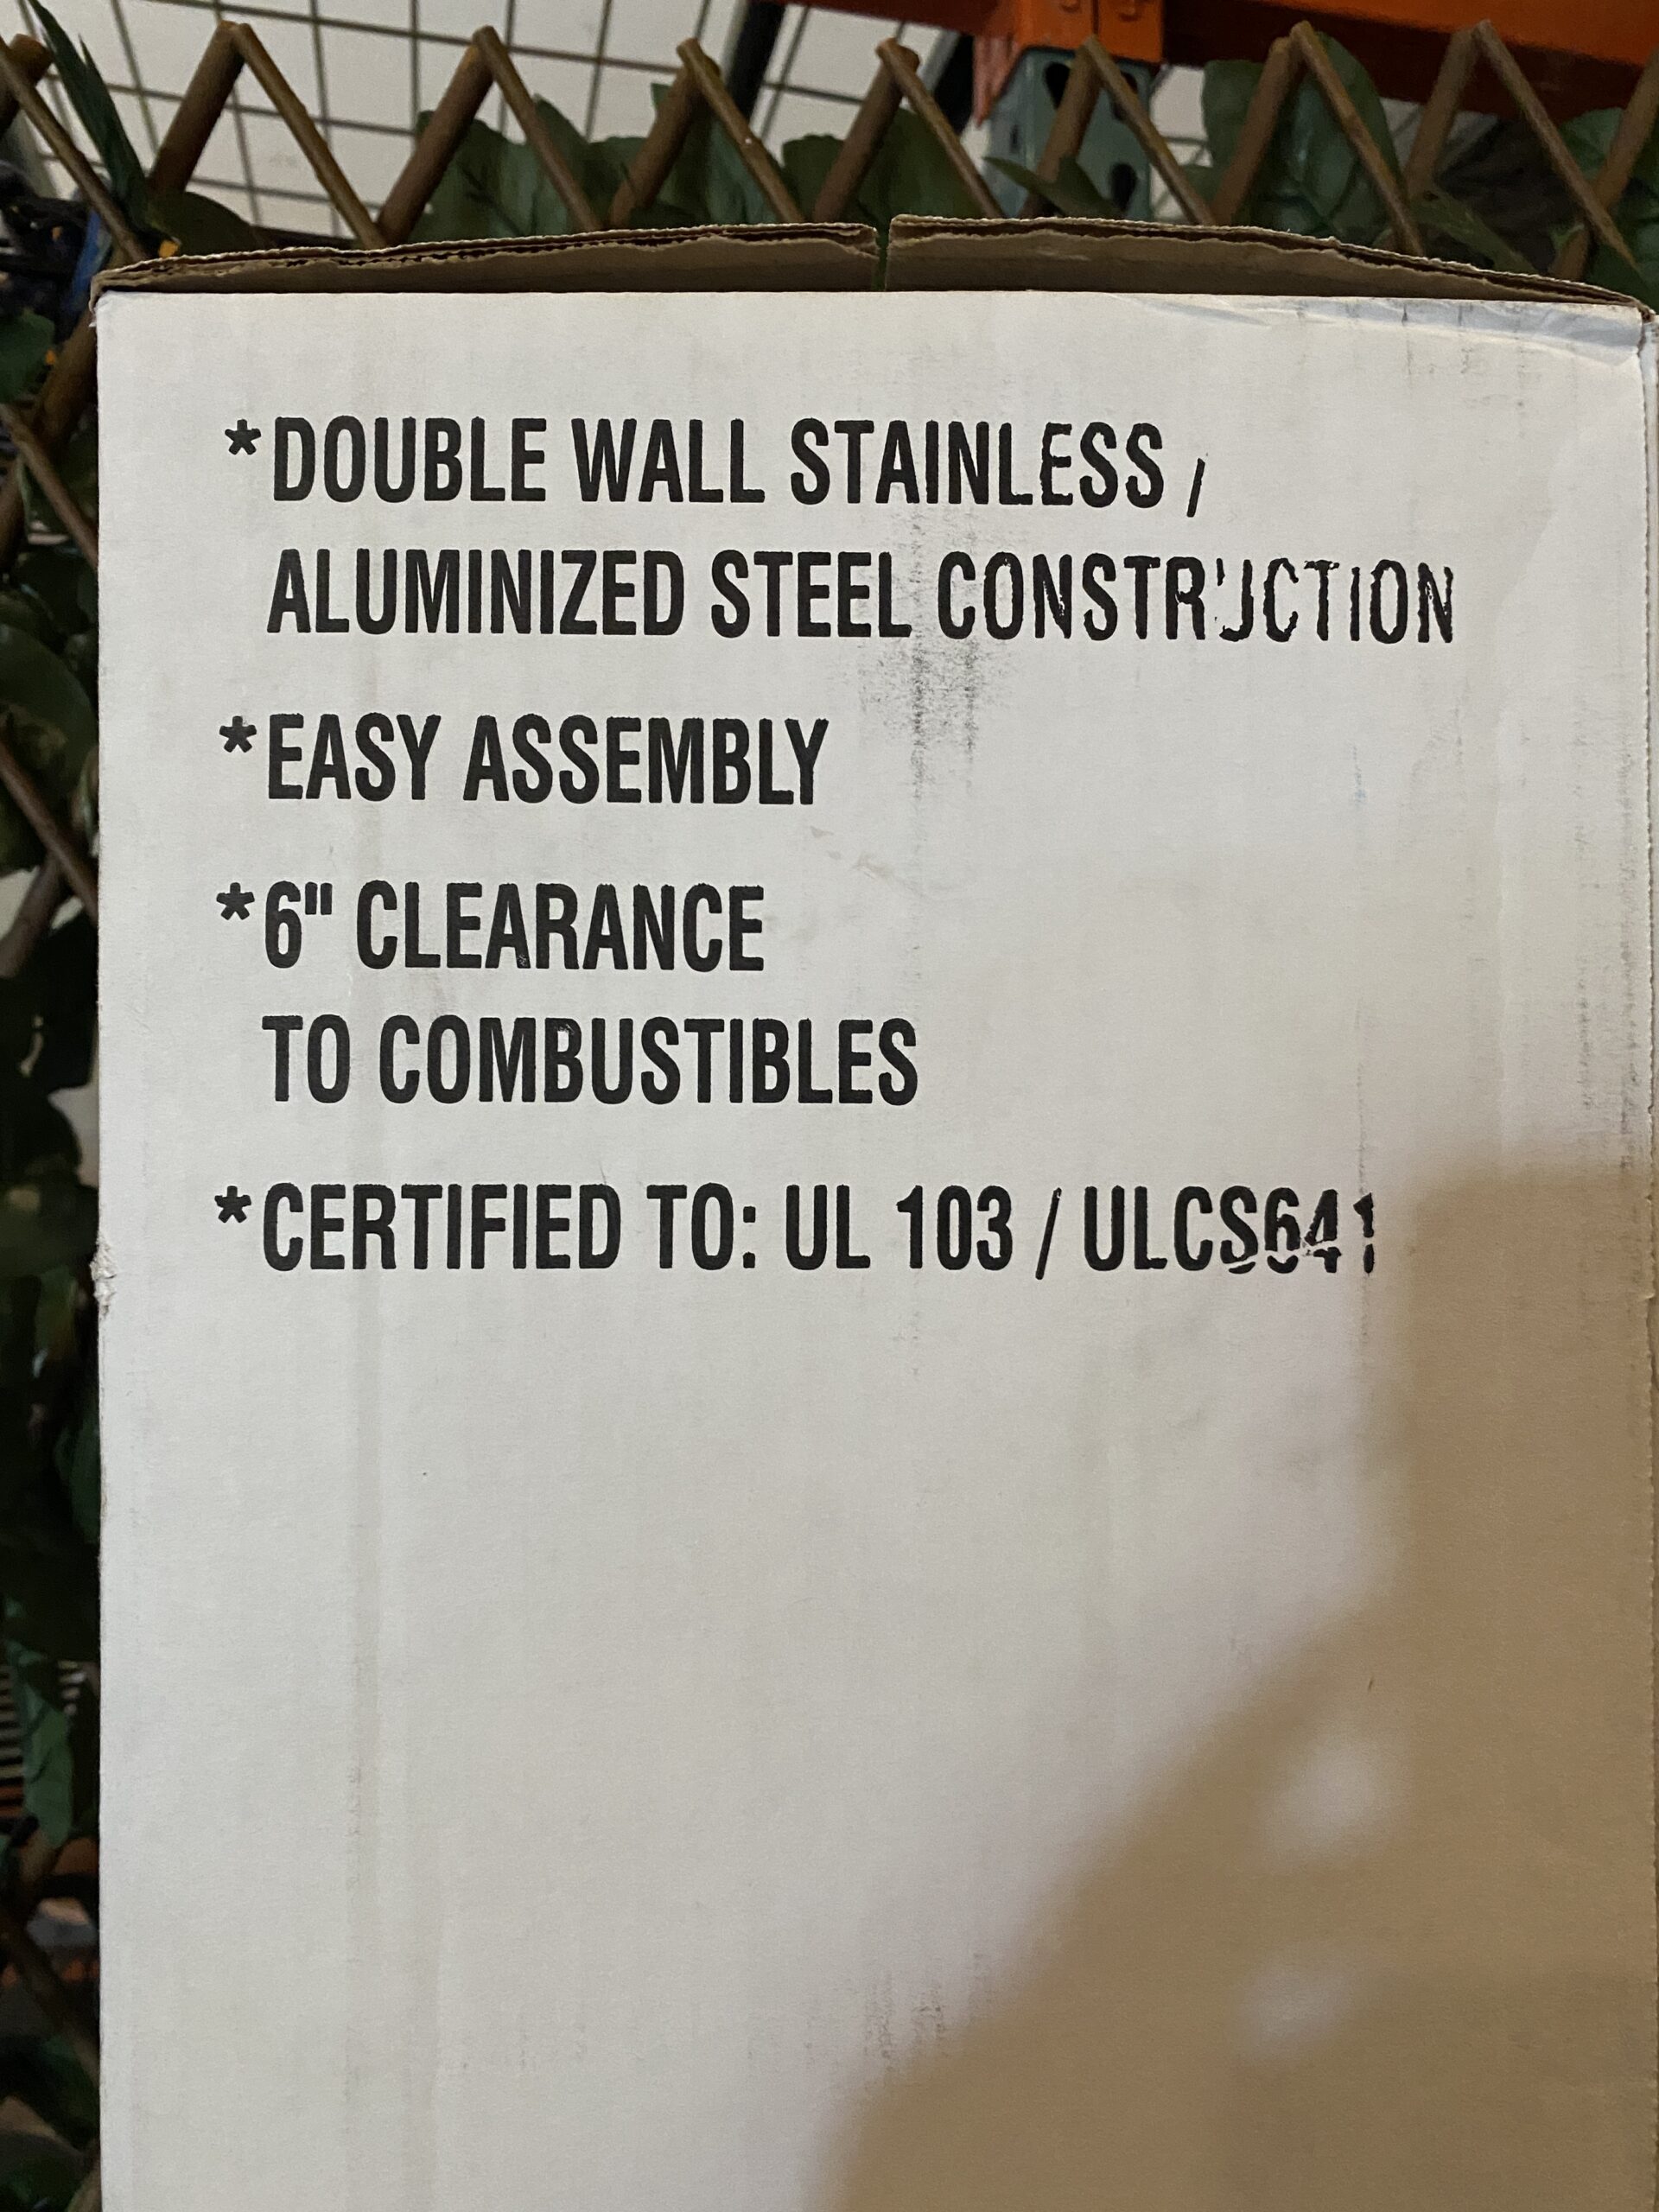 *DOUBLE WALL STAINLESS /
ALUMINIZED STEEL CONSTRUCTION
*EASY ASSEMBLY
*6" CLEARANCE
TO COMBUSTIBLES
*CERTIFIED TO: UL 103 / ULCS641